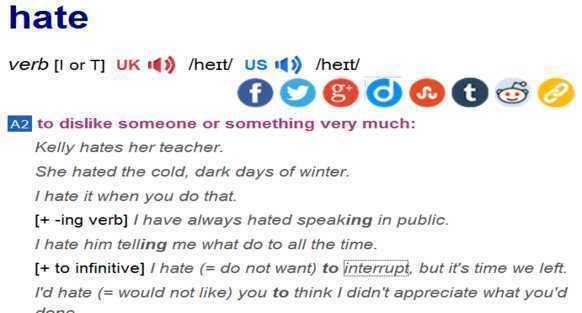 hate
verb [I or T] UK /heɪt/ US /heɪt/
A2 to dislike someone or something very much:
Kelly hates her teacher.
She hated the cold, dark days of winter.
I hate it when you do that.
[+ -ing verb] I have always hated speaking in public.
I hate him telling me what do to all the time.
[+ to infinitive] I hate (= do not want) to interrupt, but it's time we left.
I'd hate (= would not like) you to think I didn't appreciate what you'd